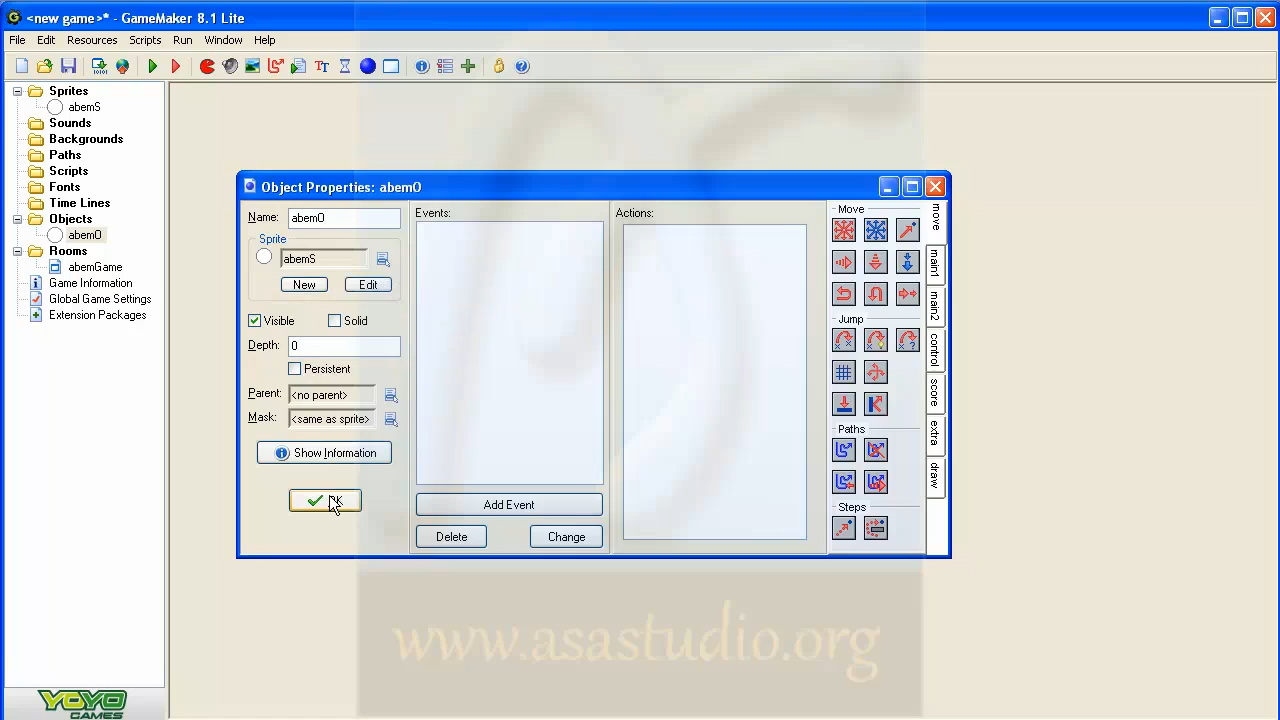 <new game>* - GameMaker 8.1 Lite
File Edit Resources Scripts Run Window Help
Sprites
abemS
Sounds
Backgrounds
Paths
Scripts
Fonts
Time Lines
Objects
abemO
Rooms
abemGame
Game Information
Global Game Settings
Extension Packages
YOYO
GAMES
Object Properties: abemO
Name: abemO
Sprite
abemS
New Edit
Visible Solid
Depth: 0
Persistent
Parent: <no parent>
Mask: <same as sprite>
Show Information
Events:
Add Event
Delete Change
Actions:
Move
Jump
Paths
Steps
move
main1
main2
control
score
extra
draw
www.asastudio.org